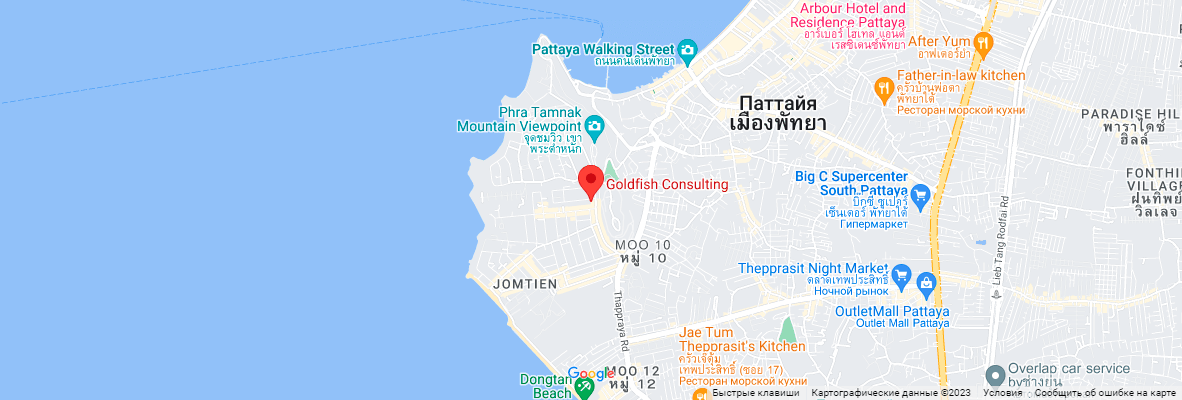 Arbour Hotel and
Residence Pattaya
อาร์เบอร์ โฮเทล แอนด์
เรสซิเดนซ์พัทยา
After Yum
อาฟเตอร์ยำ
Pattaya Walking Street
ถนนคนเดินพัทยา
Father-in-law kitchen
ครัวบ้านพ่อตา
พัทยาใต้
Ресторан морской кухни
Паттайя
เมืองพัทยา
PARADISE HIL
พาราไดซ์
ฮิลล์
Phra Tamnak
Mountain Viewpoint
จุดชมวิว เขา
พระตำหนัก
Goldfish Consulting
Big C Supercenter
South Pattaya
บิ๊กซี ซูเปอร์
เซ็นเตอร์ พัทยาใต้
Гипермаркет
FONTHI
VILLAGE
ฝนทิพย์
วิลเลจ
Lieb Tang Rodfai Rd
MOO 10
หมู่ 10
JOMTIEN
Thepprasit Night Market
ตลาดเทพประสิทธิ์
Ночной рынок
OutletMall Pattaya
Outlet Mall Pattaya
Thappraya Rd
Jae Tum
Thepprasit's Kitchen
ครัวเจ๊ตุ้ม
เทพประสิทธิ์ (ซอย 17)
Ресторан морской кухни
MOO 12
หมู่ 12
Dongtan
Beach
Google
Overlap car service
byช่างยน
Быстрые клавиши
Картографические данные ©2023
Условия
Сообщить об ошибке на карте